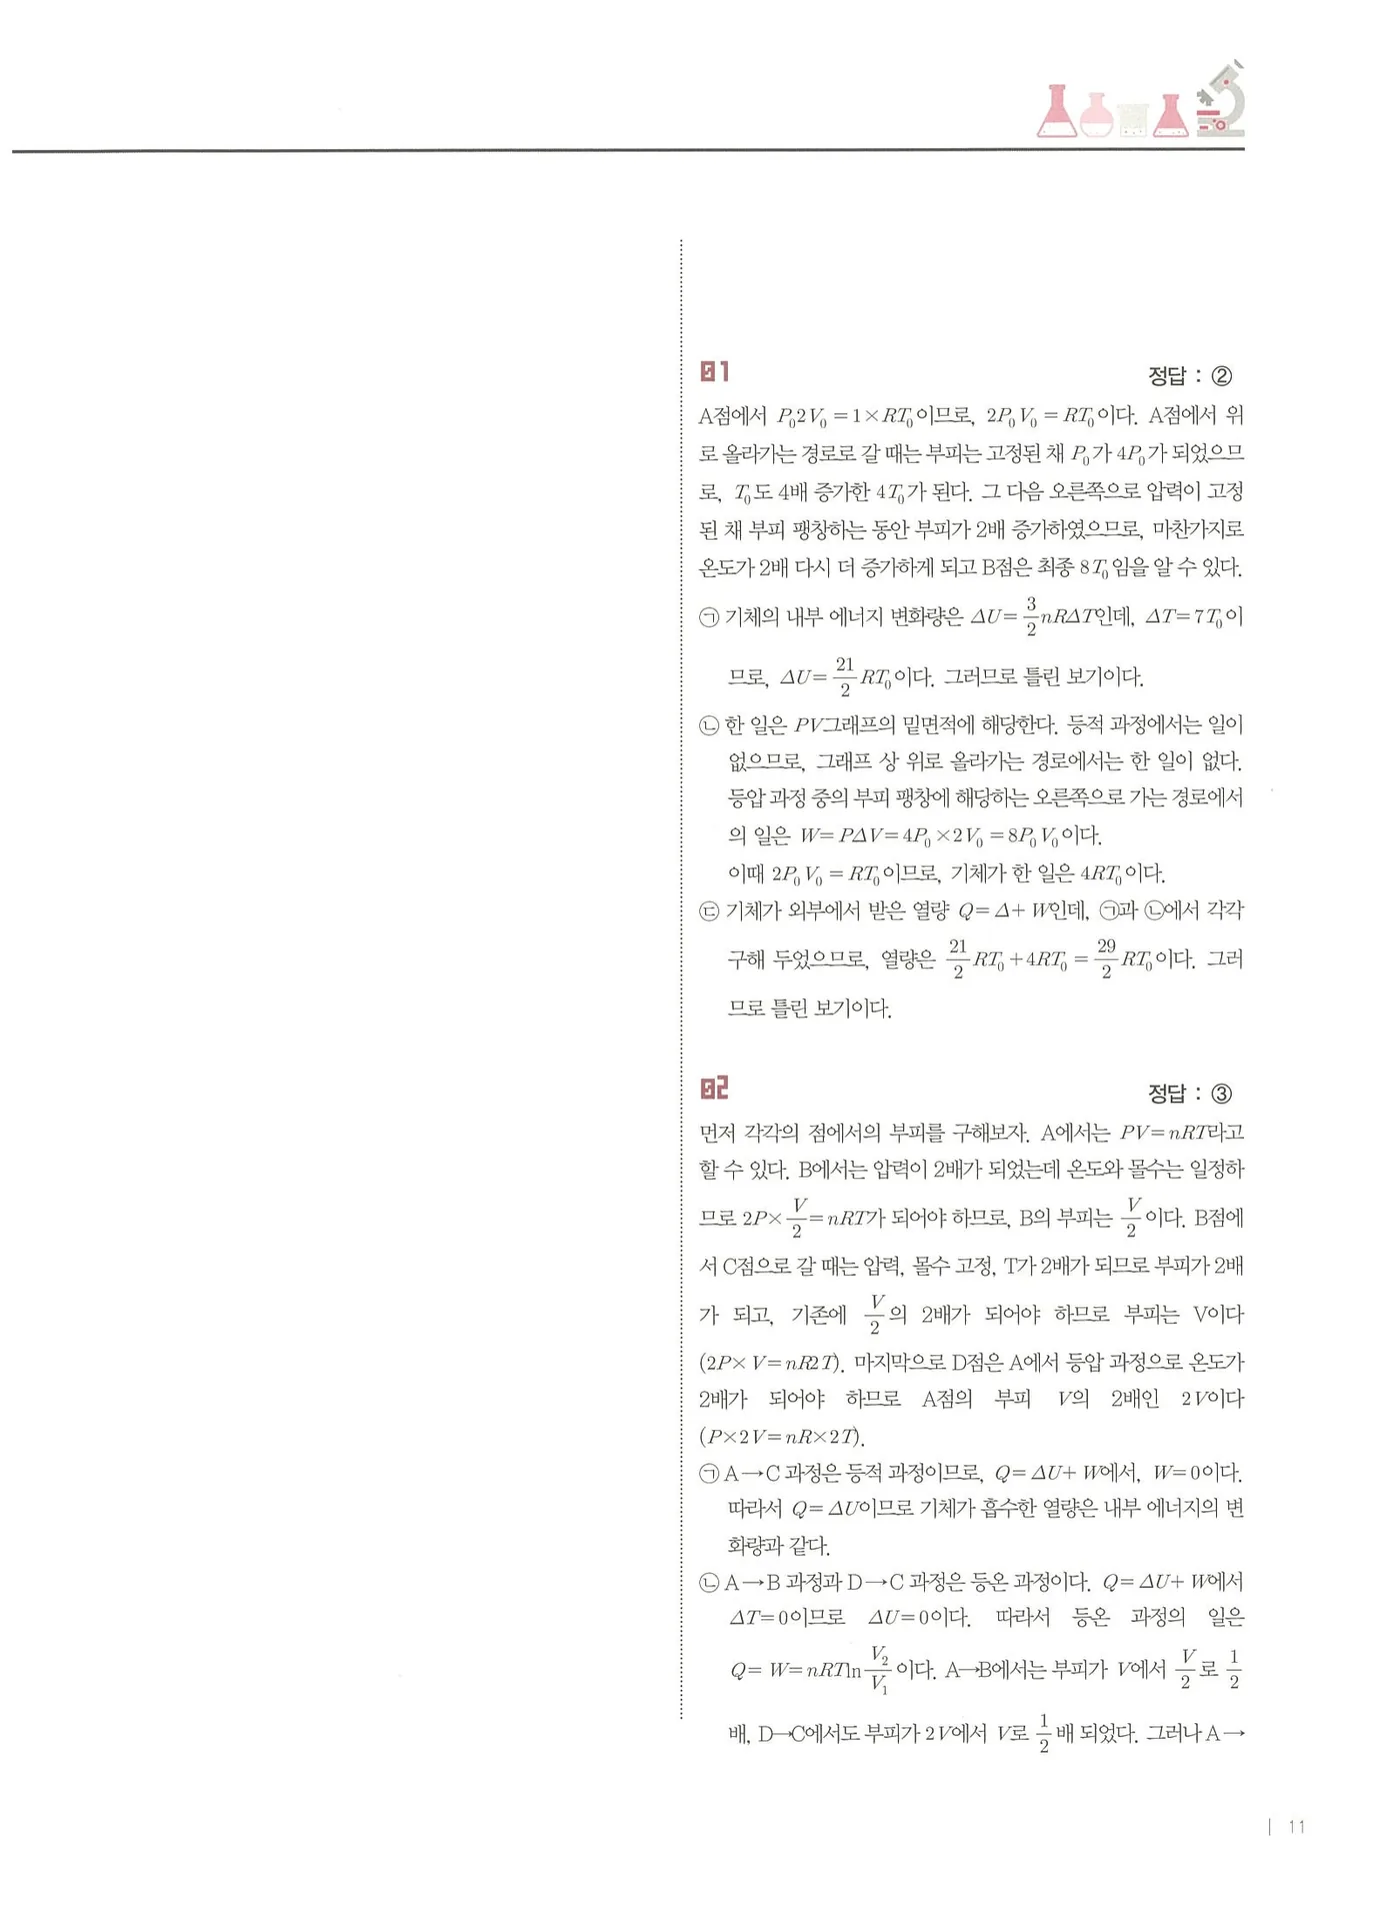 01 정답 : ②
A점에서 P₀2V₀ = 1×RT₀이므로, 2P₀V₀ = RT₀이다. A점에서 위
로 올라가는 경로로 갈 때는 부피는 고정된 채 P₀가 4P₀가 되었으므
로, T₀도 4배 증가한 4T₀가 된다. 그 다음 오른쪽으로 압력이 고정
된 채 부피 팽창하는 동안 부피가 2배 증가하였으므로, 마찬가지로
온도가 2배 다시 더 증가하게 되고 B점은 최종 8T₀임을 알 수 있다.
㉠ 기체의 내부 에너지 변화량은 ΔU = 3/2 nRΔT인데, ΔT = 7T₀이
므로, ΔU = 21/2 RT₀이다. 그러므로 틀린 보기이다.
㉡ 한 일은 PV그래프의 밑면적에 해당한다. 등적 과정에서는 일이
없으므로, 그래프 상 위로 올라가는 경로에서는 한 일이 없다.
등압 과정 중의 부피 팽창에 해당하는 오른쪽으로 가는 경로에서
의 일은 W = PΔV = 4P₀×2V₀ = 8P₀V₀이다.
이때 2P₀V₀ = RT₀이므로, 기체가 한 일은 4RT₀이다.
㉢ 기체가 외부에서 받은 열량 Q = Δ + W인데, ㉠과 ㉡에서 각각
구해 두었으므로, 열량은 21/2 RT₀ + 4RT₀ = 29/2 RT₀이다. 그러
므로 틀린 보기이다.
02 정답 : ③
먼저 각각의 점에서의 부피를 구해보자. A에서는 PV = nRT라고
할 수 있다. B에서는 압력이 2배가 되었는데 온도와 몰수는 일정하
므로 2P× V/2 = nRT가 되어야 하므로, B의 부피는 V/2 이다. B점에
서 C점으로 갈 때는 압력, 몰수 고정, T가 2배가 되므로 부피가 2배
가 되고, 기존에 V/2 의 2배가 되어야 하므로 부피는 V이다
(2P×V = nR2T). 마지막으로 D점은 A에서 등압 과정으로 온도가
2배가 되어야 하므로 A점의 부피 V의 2배인 2V이다
(P×2V = nR×2T).
㉠ A→C 과정은 등적 과정이므로, Q = ΔU + W에서, W = 0이다.
따라서 Q = ΔU이므로 기체가 흡수한 열량은 내부 에너지의 변
화량과 같다.
㉡ A→B 과정과 D→C 과정은 등온 과정이다. Q = ΔU + W에서
ΔT = 0이므로 ΔU = 0이다. 따라서 등온 과정의 일은
Q = W = nRTln V₂/V₁ 이다. A→B에서는 부피가 V에서 V/2 로 1/2
배, D→C에서도 부피가 2V에서 V로 1/2 배 되었다. 그러나 A→
| 11